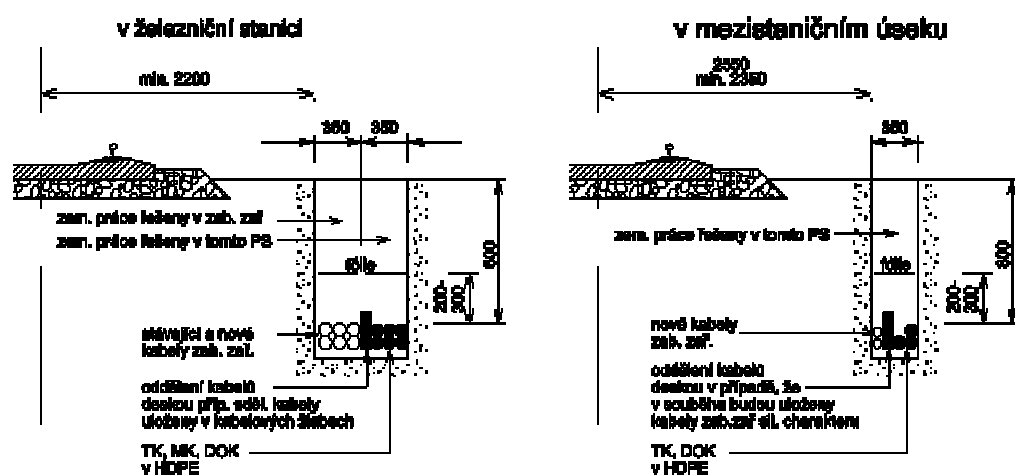 v železniční stanici
min. 2200
350 350
zem. práce řešeny v zab. zař
zem. práce řešeny v tomto PS
fólie
600
200-
300
stávající a nové
kabely zab. zař.
oddělení kabelů
deskou příp. sděl. kabely
uloženy v kabelových žlabech
TK, MK, DOK
v HDPE
v mezistaničním úseku
2550
min. 2350
350
zem. práce řešeny v tomto PS
fólie
800
200-
300
nové kabely
zab. zař.
oddělení kabelů
deskou v případě, že
v souběhu budou uloženy
kabely zab.zař sil. charakteru
TK, DOK
v HDPE